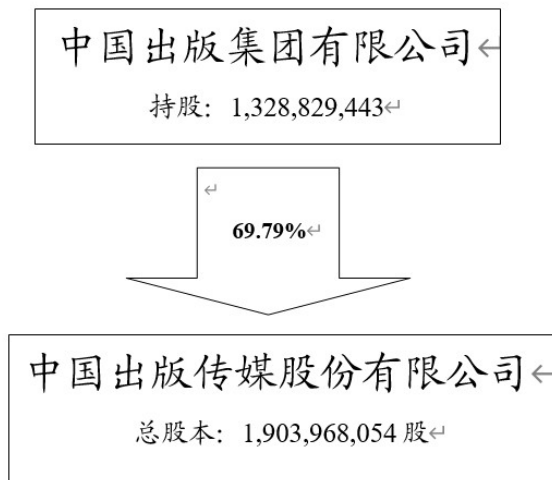 中国出版集团有限公司
持股：1,328,829,443
69.79%
中国出版传媒股份有限公司
总股本：1,903,968,054 股